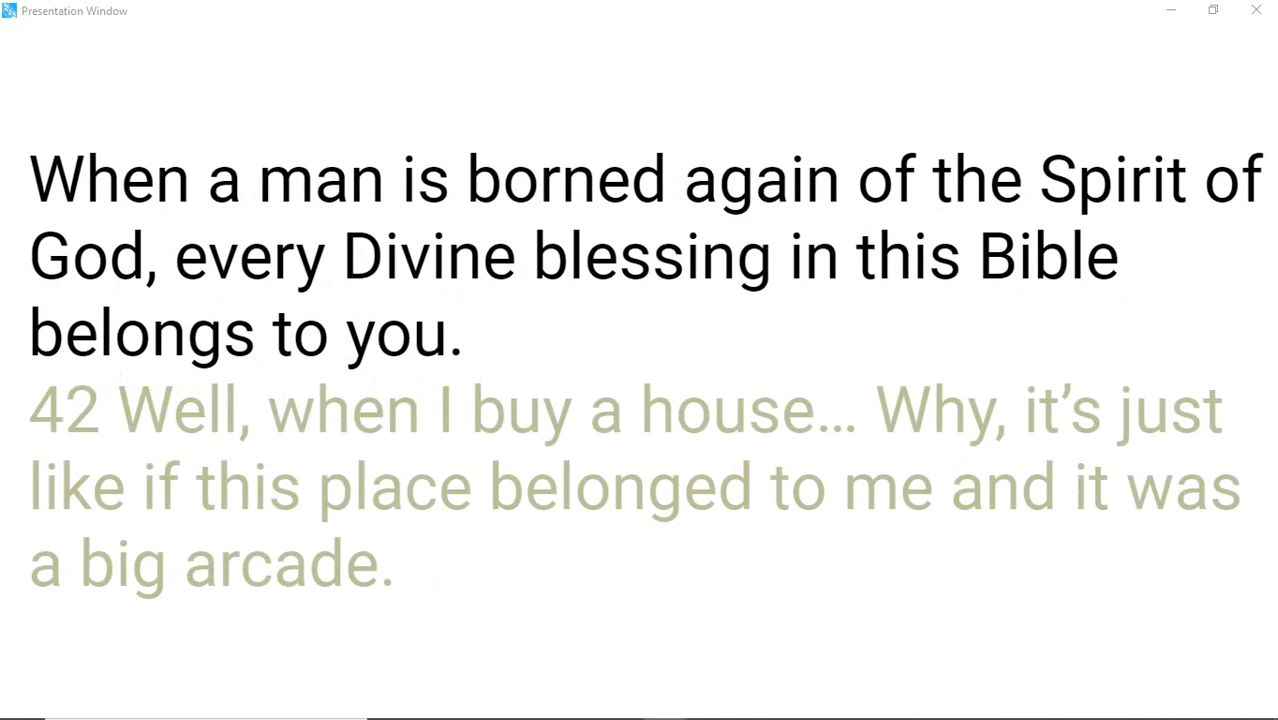 Presentation Window
When a man is borned again of the Spirit of
God, every Divine blessing in this Bible
belongs to you.
42 Well, when I buy a house… Why, it’s just
like if this place belonged to me and it was
a big arcade.